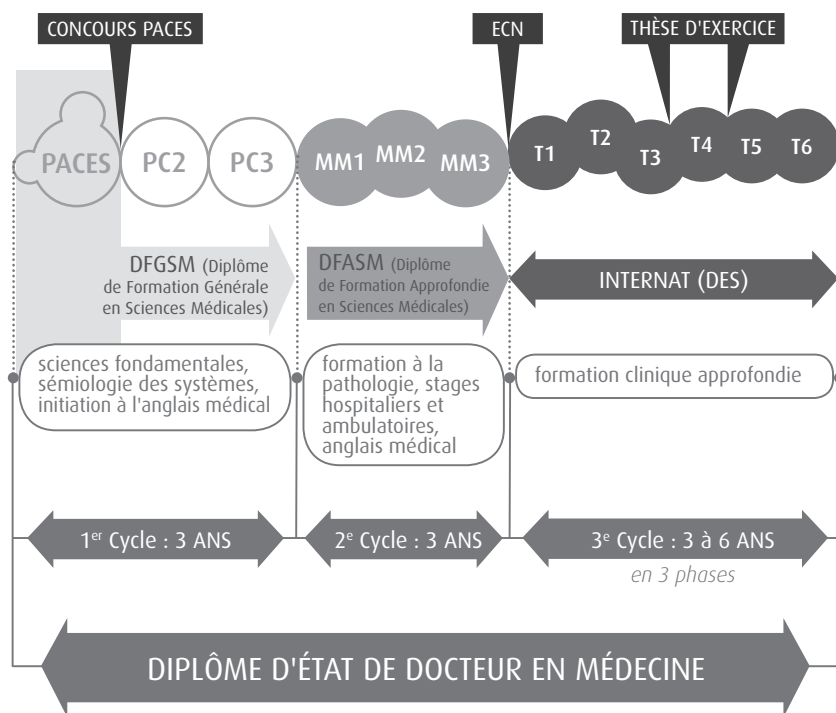 CONCOURS PACES
ECN
THÈSE D'EXERCICE
PACES
PC2
PC3
MM1
MM2
MM3
T1
T2
T3
T4
T5
T6
DFGSM (Diplôme
de Formation Générale
en Sciences Médicales)
DFASM (Diplôme
de Formation Approfondie
en Sciences Médicales)
INTERNAT (DES)
sciences fondamentales,
sémiologie des systèmes,
initiation à l'anglais médical
formation à la
pathologie, stages
hospitaliers et
ambulatoires,
anglais médical
formation clinique approfondie
1er Cycle : 3 ANS
2e Cycle : 3 ANS
3e Cycle : 3 à 6 ANS
en 3 phases
DIPLÔME D'ÉTAT DE DOCTEUR EN MÉDECINE